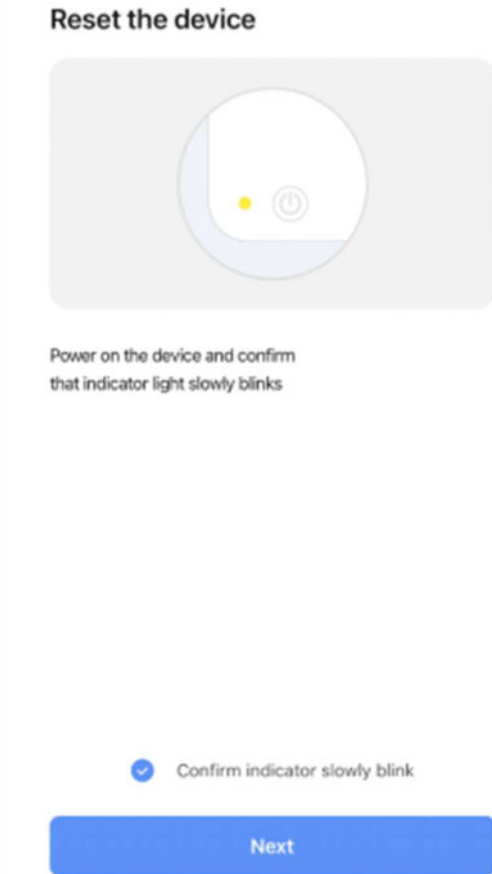 Reset the device
Power on the device and confirm
that indicator light slowly blinks
Confirm indicator slowly blink
Next